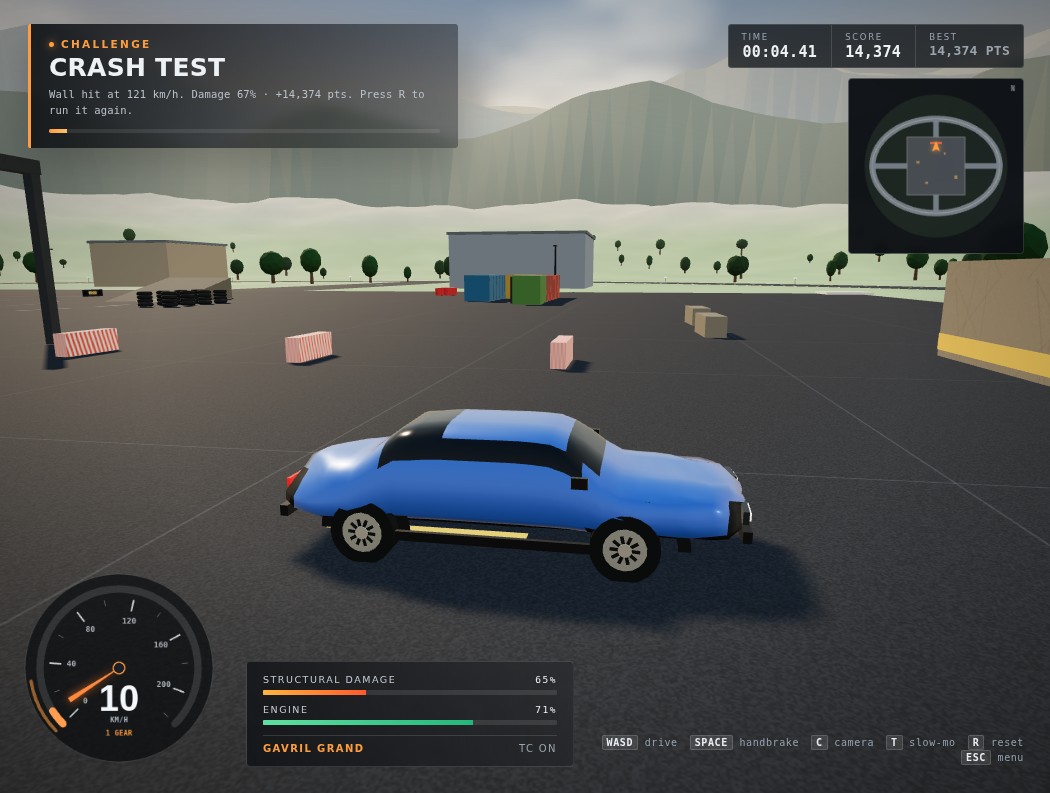 CHALLENGE
CRASH TEST
Wall hit at 121 km/h. Damage 67% · +14,374 pts. Press R to
run it again.
TIME
00:04.41
SCORE
14,374
BEST
14,374 PTS
N
0
40
80
120
160
200
10
KM/H
1 GEAR
STRUCTURAL DAMAGE 65%
ENGINE 71%
GAVRIL GRAND TC ON
WASD drive SPACE handbrake C camera T slow-mo R reset
ESC menu